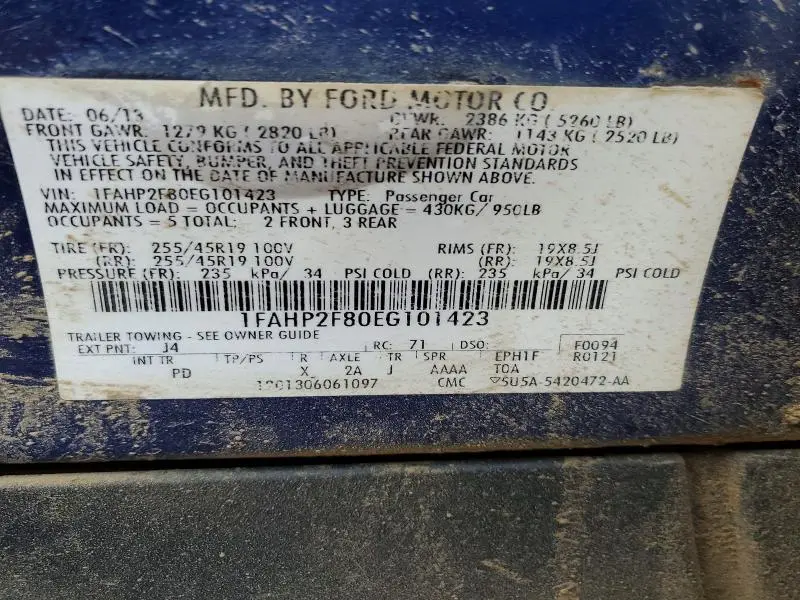 MFD. BY FORD MOTOR CO.
DATE: 06/13 GVWR: 2386 KG ( 5260 LB)
FRONT GAWR: 1279 KG ( 2820 LB) REAR GAWR: 1143 KG ( 2520 LB)
THIS VEHICLE CONFORMS TO ALL APPLICABLE FEDERAL MOTOR
VEHICLE SAFETY, BUMPER, AND THEFT PREVENTION STANDARDS
IN EFFECT ON THE DATE OF MANUFACTURE SHOWN ABOVE.
VIN: 1FAHP2F80EG101423 TYPE: Passenger Car
MAXIMUM LOAD = OCCUPANTS + LUGGAGE = 430KG/ 950LB
OCCUPANTS = 5 TOTAL: 2 FRONT, 3 REAR
TIRE (FR): 255/45R19 100V RIMS (FR): 19X8.5J
(RR): 255/45R19 100V (RR): 19X8.5J
PRESSURE (FR): 235 kPa/ 34 PSI COLD (RR): 235 kPa/ 34 PSI COLD
1FAHP2F80EG101423
TRAILER TOWING - SEE OWNER GUIDE
EXT PNT: J4 RC: 71 DSO: F0094
INT TR TP/PS R AXLE TR SPR EPH1F R0121
PD X 2A J AAAA TOA
1201306061097 CMC 5U5A-5420472-AA